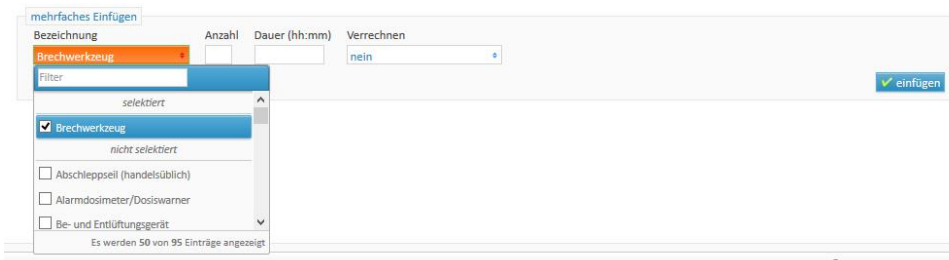 mehrfaches Einfügen
Bezeichnung Anzahl Dauer (hh:mm) Verrechnen
Brechwerkzeug nein
Filter
einfügen
selektiert
Brechwerkzeug
nicht selektiert
Abschleppseil (handelsüblich)
Alarmdosimeter/Dosiswarner
Be- und Entlüftungsgerät
Es werden 50 von 95 Einträge angezeigt